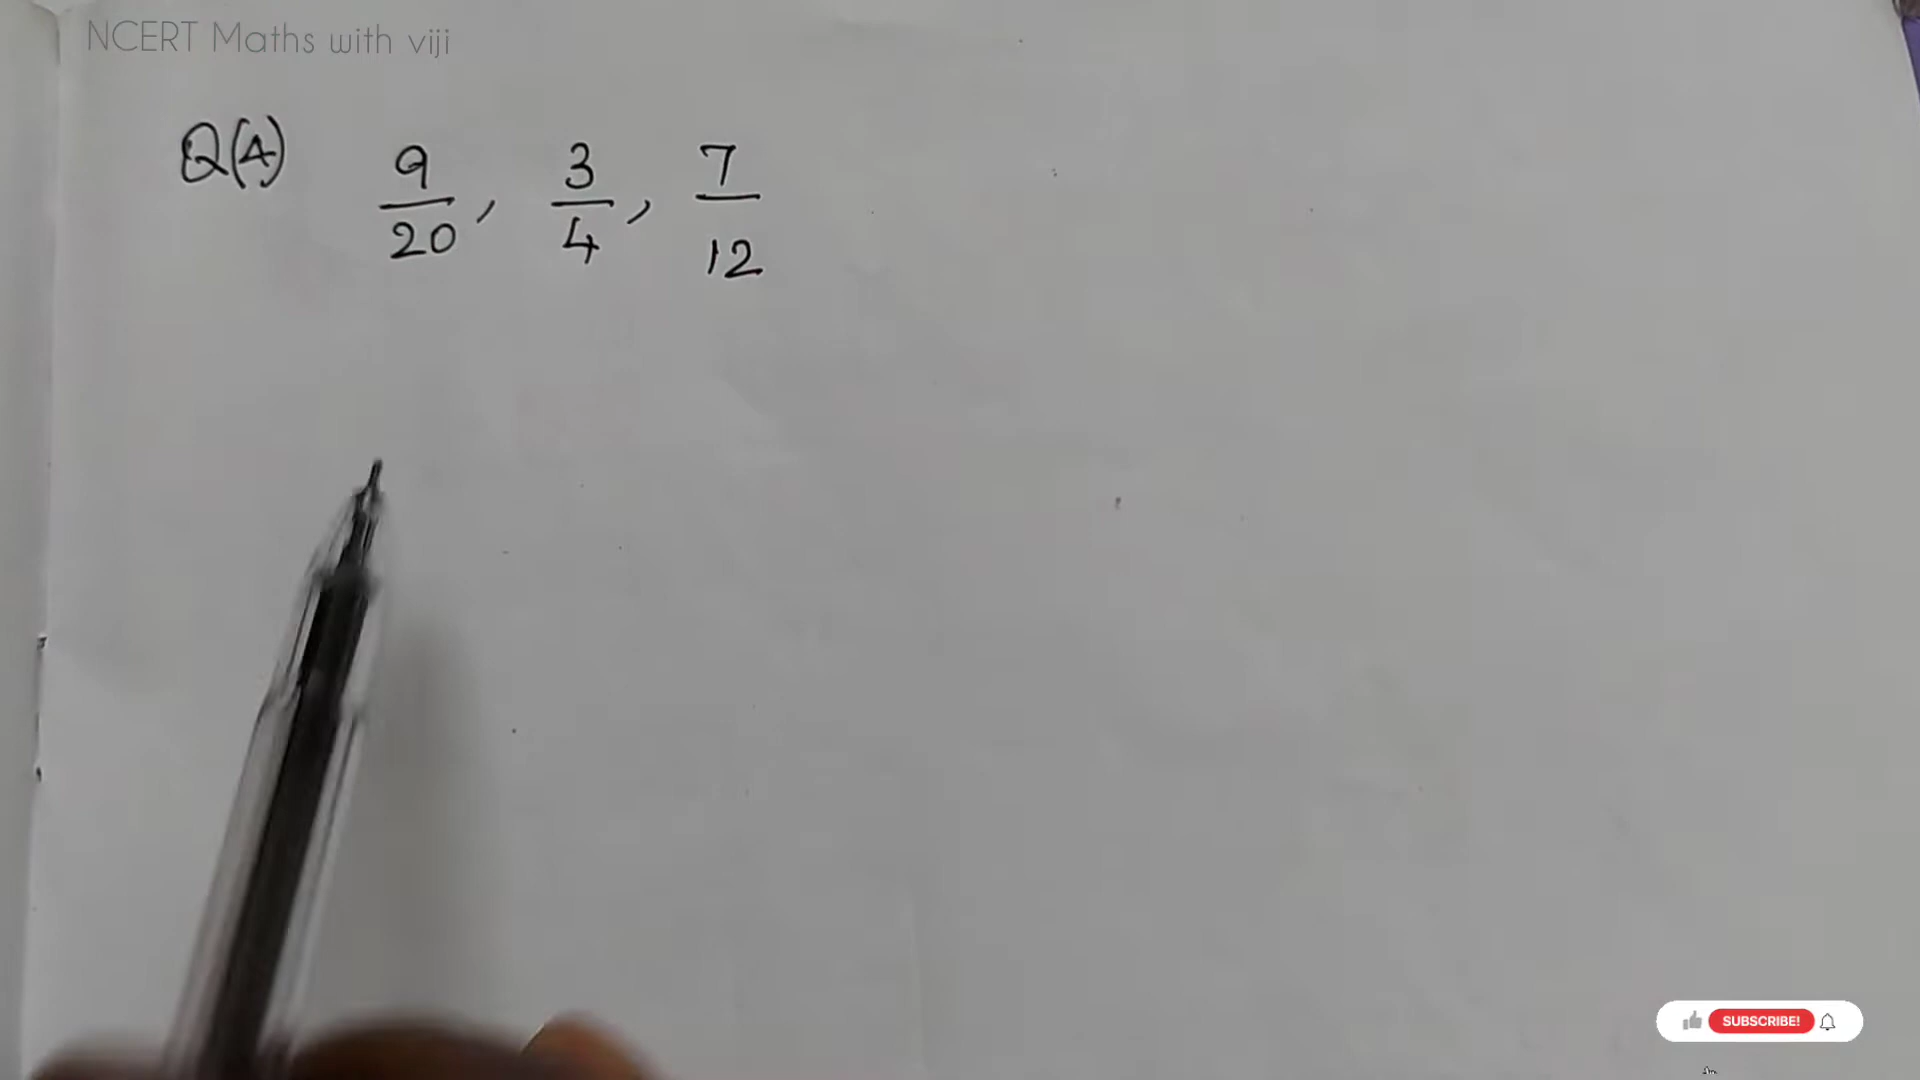 NCERT Maths with viji
Q(4) 9/20, 3/4, 7/12
SUBSCRIBE!